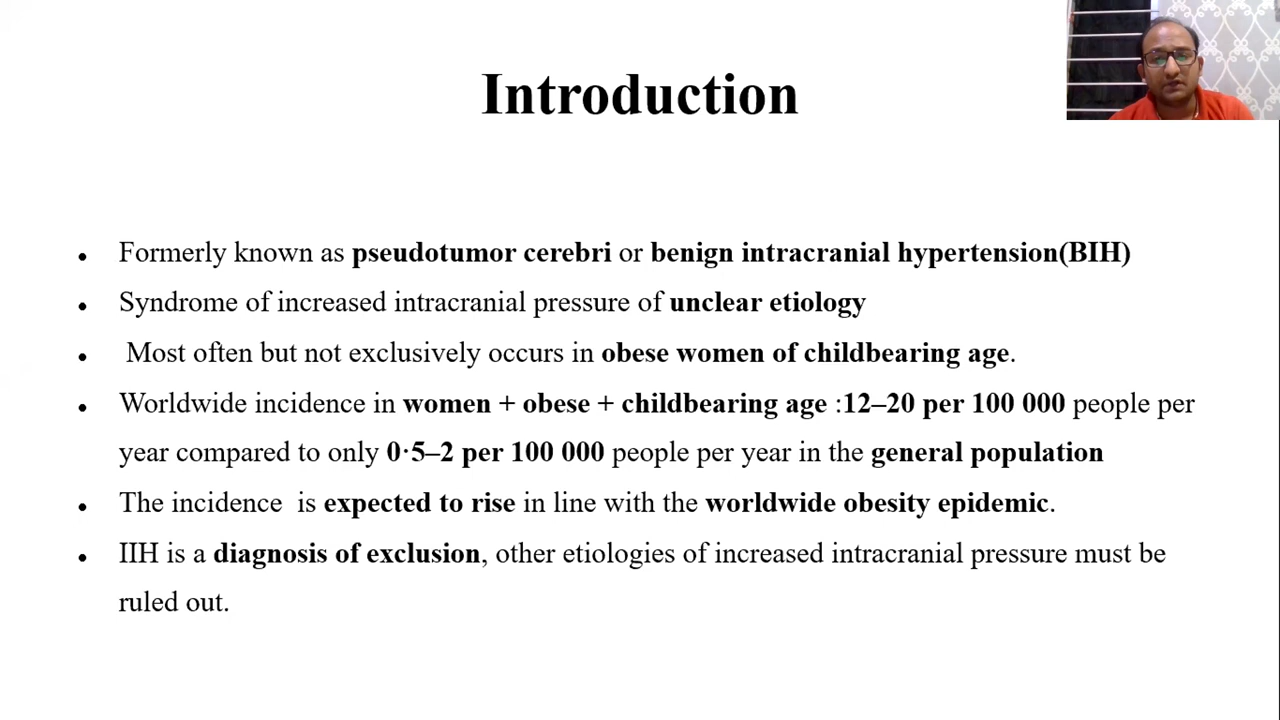 Introduction
Formerly known as pseudotumor cerebri or benign intracranial hypertension(BIH)
Syndrome of increased intracranial pressure of unclear etiology
Most often but not exclusively occurs in obese women of childbearing age.
Worldwide incidence in women + obese + childbearing age :12–20 per 100 000 people per
year compared to only 0·5–2 per 100 000 people per year in the general population
The incidence is expected to rise in line with the worldwide obesity epidemic.
IIH is a diagnosis of exclusion, other etiologies of increased intracranial pressure must be
ruled out.